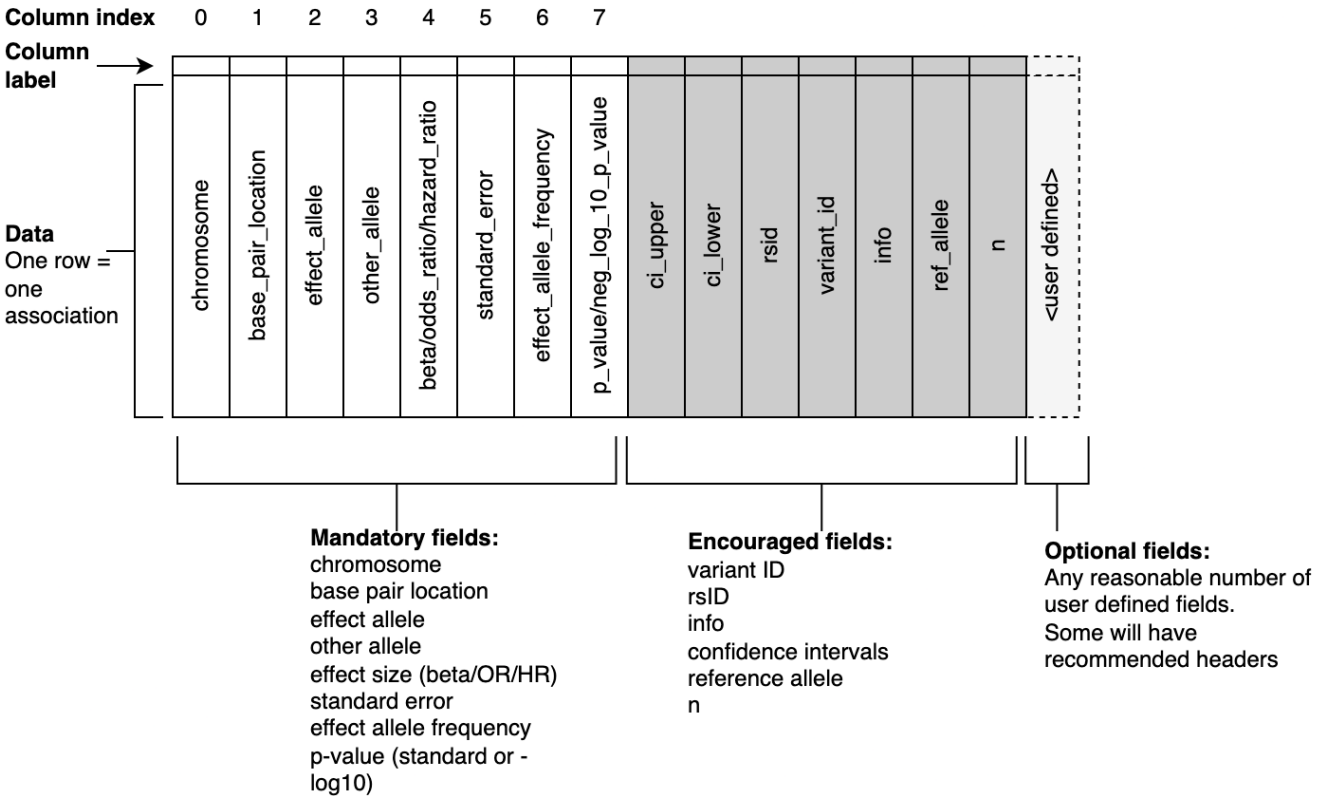 Column index 0 1 2 3 4 5 6 7
Column
label
Data
One row =
one
association
chromosome
base_pair_location
effect_allele
other_allele
beta/odds_ratio/hazard_ratio
standard_error
effect_allele_frequency
p_value/neg_log_10_p_value
ci_upper
ci_lower
rsid
variant_id
info
ref_allele
n
<user defined>
Mandatory fields:
chromosome
base pair location
effect allele
other allele
effect size (beta/OR/HR)
standard error
effect allele frequency
p-value (standard or -
log10)
Encouraged fields:
variant ID
rsID
info
confidence intervals
reference allele
n
Optional fields:
Any reasonable number of
user defined fields.
Some will have
recommended headers